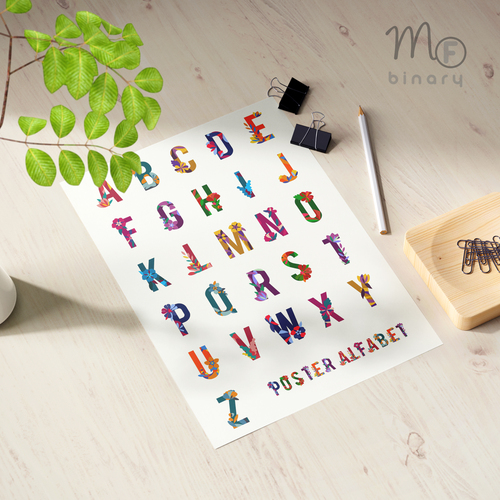 MF
binary
A B C D E
F G H I J
K L M N O
P Q R S T
U V W X Y
Z POSTER ALFABET